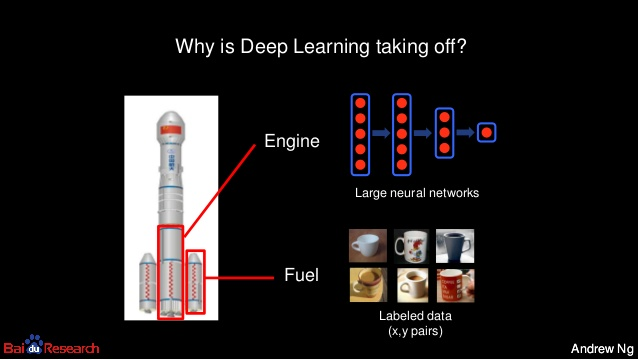 Why is Deep Learning taking off?
Engine
Large neural networks
Fuel
Labeled data
(x,y pairs)
Bai du Research
Andrew Ng